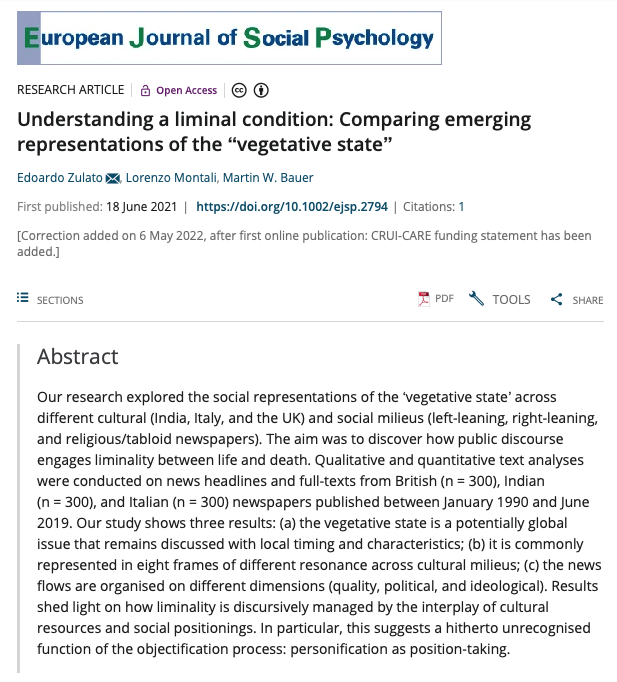 European Journal of Social Psychology
RESEARCH ARTICLE Open Access cc
Understanding a liminal condition: Comparing emerging
representations of the “vegetative state”
Edoardo Zulato, Lorenzo Montali, Martin W. Bauer
First published: 18 June 2021 | https://doi.org/10.1002/ejsp.2794 | Citations: 1
[Correction added on 6 May 2022, after first online publication: CRUI-CARE funding statement has been
added.]
SECTIONS PDF TOOLS SHARE
Abstract
Our research explored the social representations of the ‘vegetative state’ across
different cultural (India, Italy, and the UK) and social milieus (left-leaning, right-leaning,
and religious/tabloid newspapers). The aim was to discover how public discourse
engages liminality between life and death. Qualitative and quantitative text analyses
were conducted on news headlines and full-texts from British (n = 300), Indian
(n = 300), and Italian (n = 300) newspapers published between January 1990 and June
2019. Our study shows three results: (a) the vegetative state is a potentially global
issue that remains discussed with local timing and characteristics; (b) it is commonly
represented in eight frames of different resonance across cultural milieus; (c) the news
flows are organised on different dimensions (quality, political, and ideological). Results
shed light on how liminality is discursively managed by the interplay of cultural
resources and social positionings. In particular, this suggests a hitherto unrecognised
function of the objectification process: personification as position-taking.